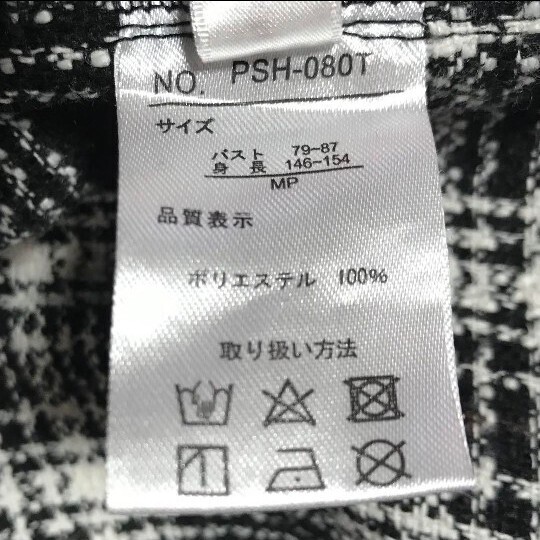 NO. PSH-080T
サイズ
バスト 79-87
身長 146-154
MP
品質表示
ポリエステル 100%
取り扱い方法